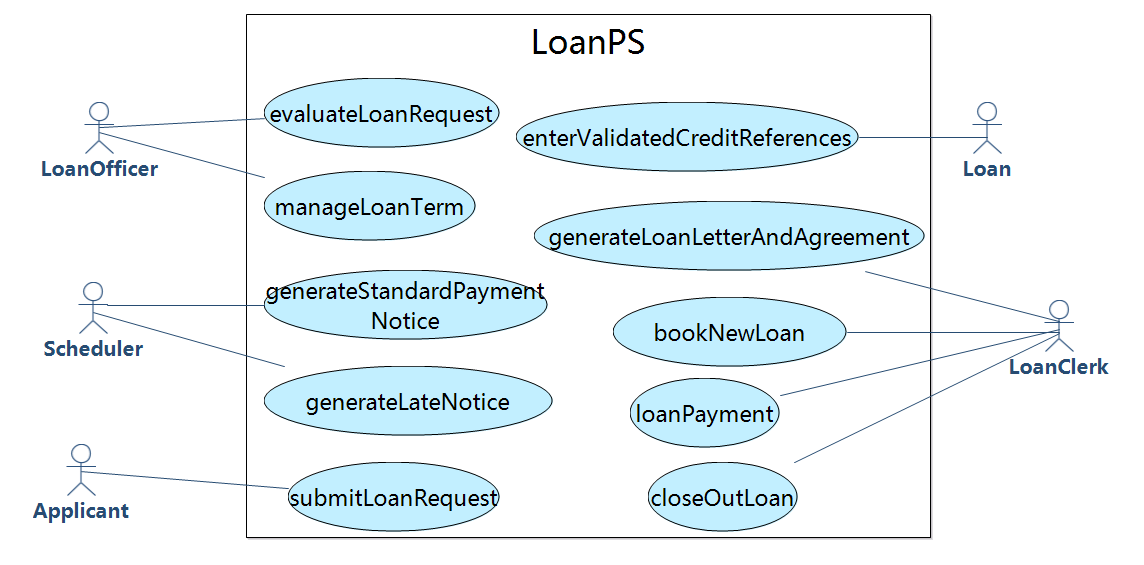 LoanPS
evaluateLoanRequest
enterValidatedCreditReferences
LoanOfficer
Loan
manageLoanTerm
generateLoanLetterAndAgreement
generateStandardPayment
Notice
bookNewLoan
Scheduler
LoanClerk
generateLateNotice
loanPayment
submitLoanRequest
closeOutLoan
Applicant